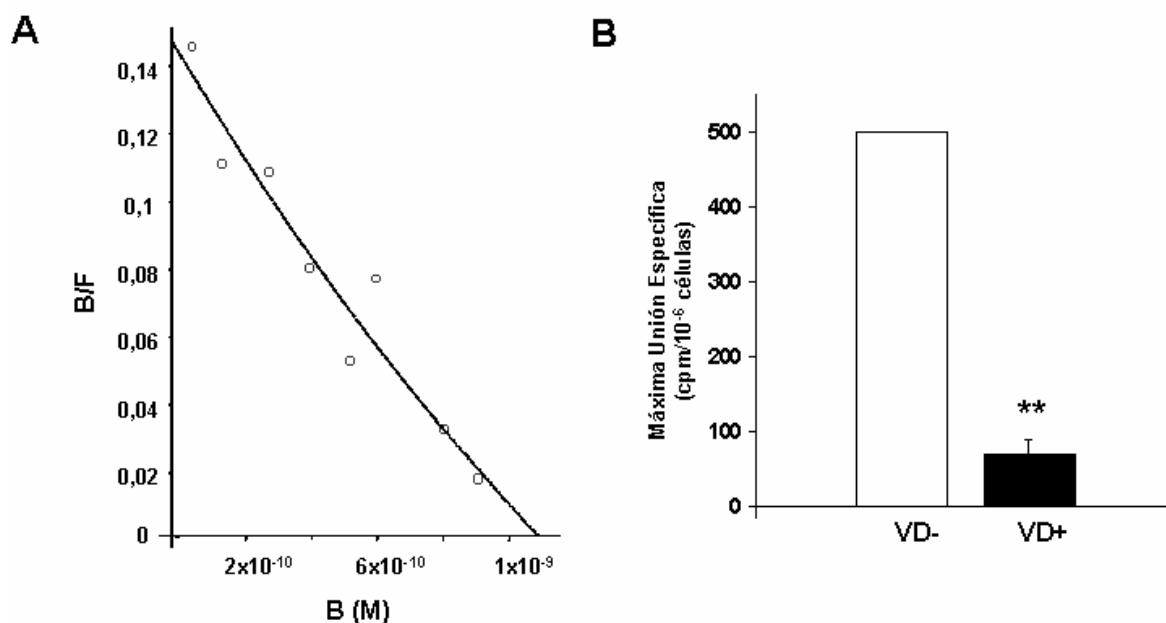 A
0,14
0,12
0,1
0,08
0,06
0,04
0,02
0
B/F
2x10⁻¹⁰
6x10⁻¹⁰
1x10⁻⁹
B (M)
B
Máxima Unión Específica
(cpm/10⁻⁶ células)
500
400
300
200
100
0
**
VD-
VD+